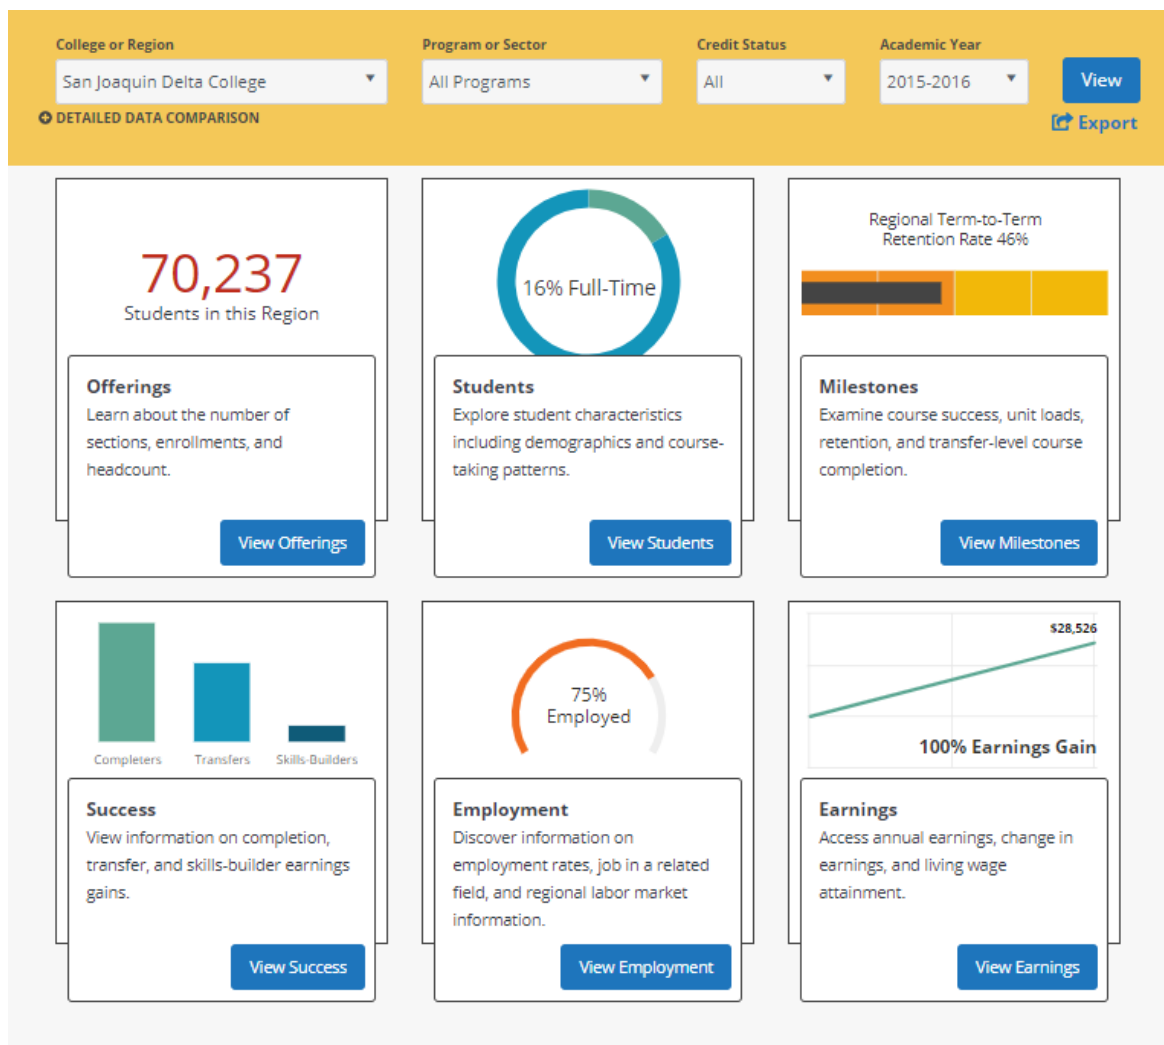 College or Region
Program or Sector
Credit Status
Academic Year
San Joaquin Delta College
All Programs
All
2015-2016
View
DETAILED DATA COMPARISON
Export
70,237
Students in this Region
Offerings
Learn about the number of
sections, enrollments, and
headcount.
View Offerings
16% Full-Time
Students
Explore student characteristics
including demographics and course-
taking patterns.
View Students
Regional Term-to-Term
Retention Rate 46%
Milestones
Examine course success, unit loads,
retention, and transfer-level course
completion.
View Milestones
Completers
Transfers
Skills-Builders
Success
View information on completion,
transfer, and skills-builder earnings
gains.
View Success
75%
Employed
Employment
Discover information on
employment rates, job in a related
field, and regional labor market
information.
View Employment
$28,526
100% Earnings Gain
Earnings
Access annual earnings, change in
earnings, and living wage
attainment.
View Earnings